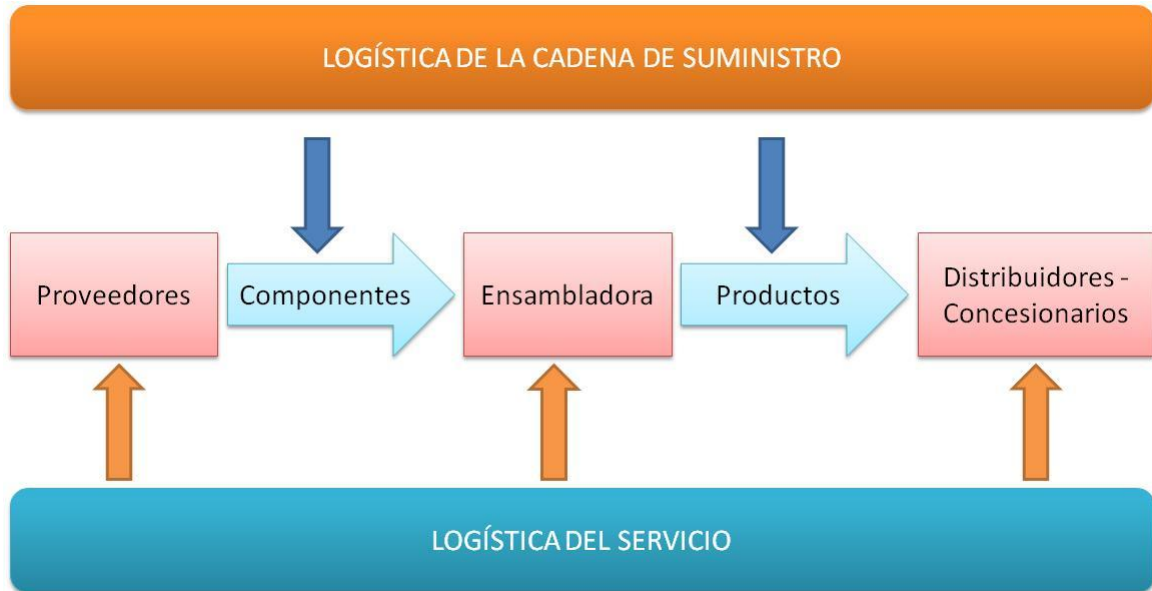 LOGÍSTICA DE LA CADENA DE SUMINISTRO
Proveedores
Componentes
Ensambladora
Productos
Distribuidores -
Concesionarios
LOGÍSTICA DEL SERVICIO